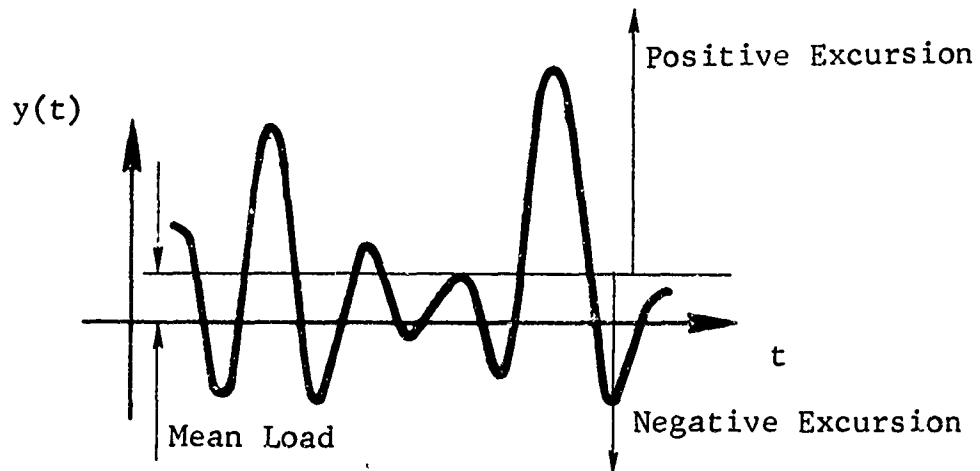 Positive Excursion
y(t)
t
Mean Load
Negative Excursion